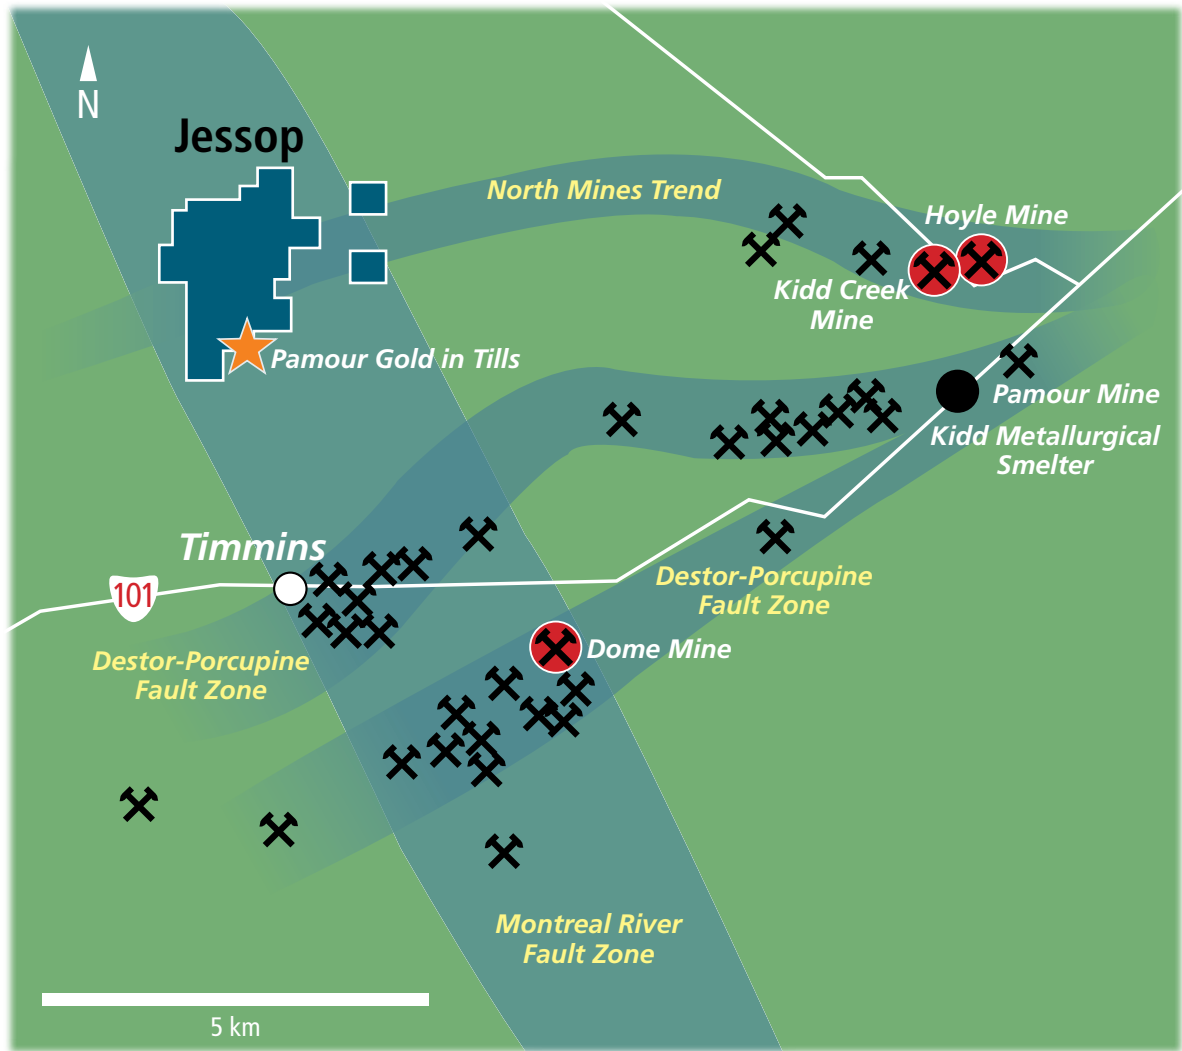 N
Jessop
North Mines Trend
Hoyle Mine
Kidd Creek
Mine
Pamour Gold in Tills
Pamour Mine
Kidd Metallurgical
Smelter
Timmins
101
Destor-Porcupine
Fault Zone
Dome Mine
Destor-Porcupine
Fault Zone
Montreal River
Fault Zone
5 km